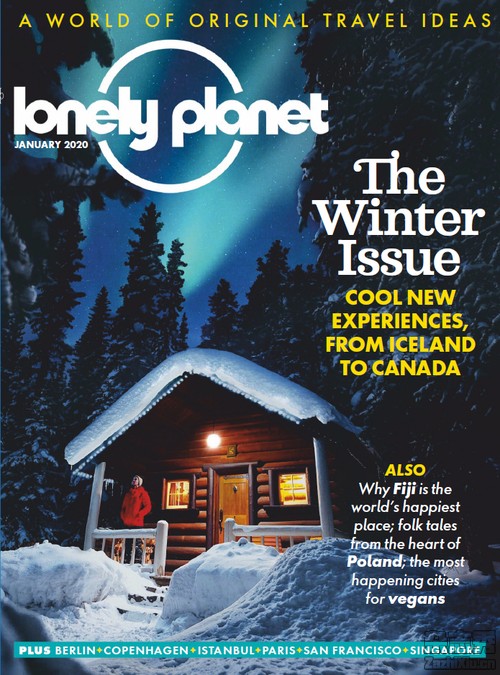 A WORLD OF ORIGINAL TRAVEL IDEAS
lonely planet
JANUARY 2020
The
Winter
Issue
COOL NEW
EXPERIENCES,
FROM ICELAND
TO CANADA
ALSO
Why Fiji is the
world's happiest
place; folk tales
from the heart of
Poland; the most
happening cities
for vegans
PLUS BERLIN+COPENHAGEN+ISTANBUL+PARIS+SAN FRANCISCO+SINGAPORE
ZazhiXiu.cn